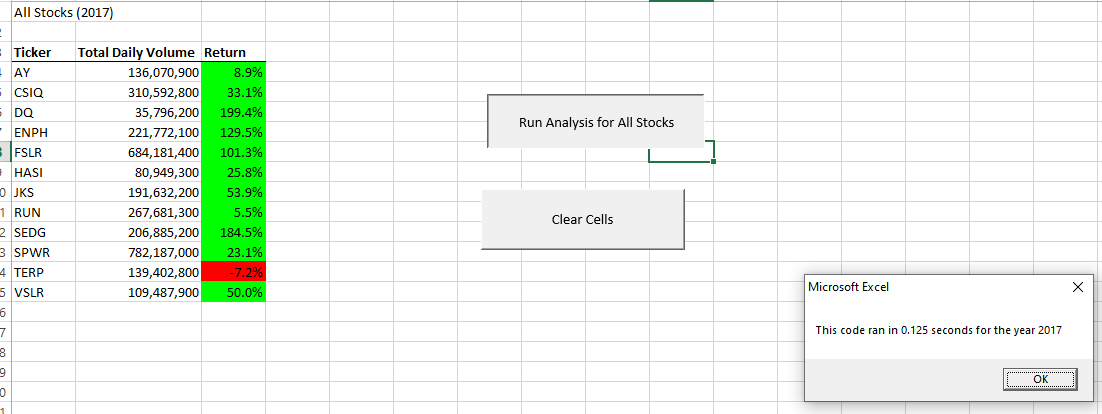 All Stocks (2017)
Ticker Total Daily Volume Return
AY 136,070,900 8.9%
CSIQ 310,592,800 33.1%
DQ 35,796,200 199.4%
ENPH 221,772,100 129.5%
FSLR 684,181,400 101.3%
HASI 80,949,300 25.8%
JKS 191,632,200 53.9%
RUN 267,681,300 5.5%
SEDG 206,885,200 184.5%
SPWR 782,187,000 23.1%
TERP 139,402,800 -7.2%
VSLR 109,487,900 50.0%
Run Analysis for All Stocks
Clear Cells
Microsoft Excel
This code ran in 0.125 seconds for the year 2017
OK